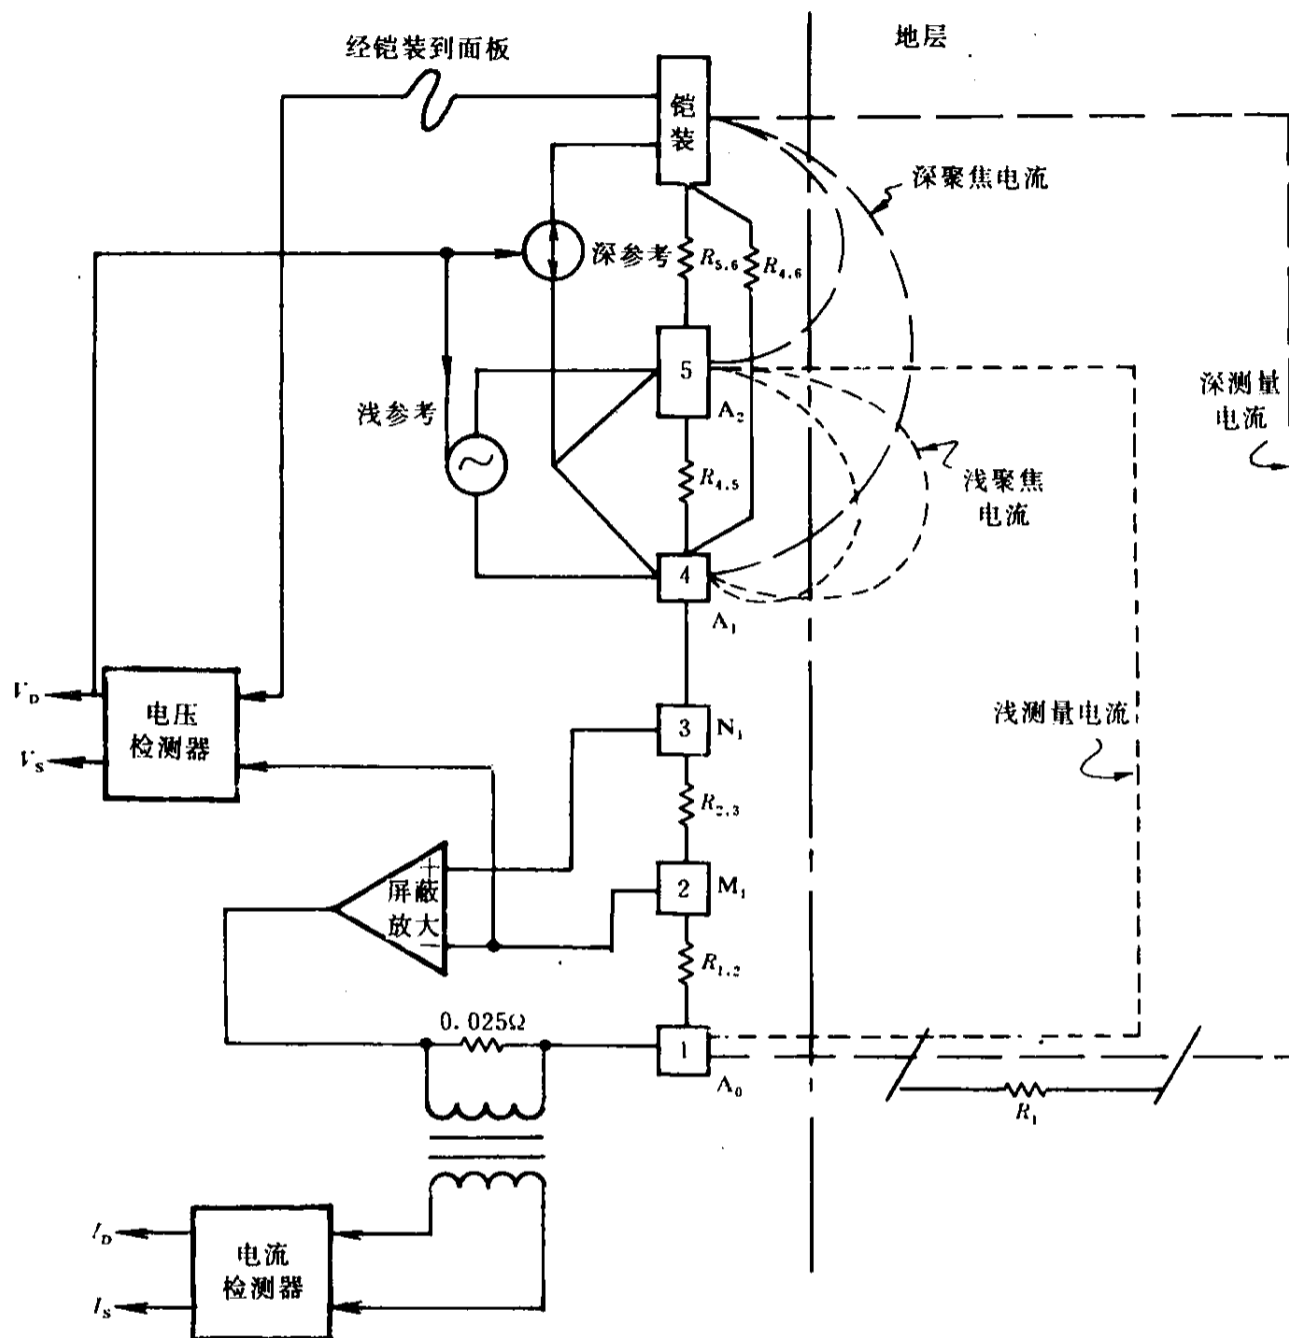 地层
经铠装到面板
铠
装
深聚焦电流
深参考
R5.6
R4.6
5
A2
浅参考
深测量
电流
R4.5
浅聚焦
电流
4
A1
VD
VS
电压
检测器
3
N1
浅测量电流
R2.3
+
屏蔽
放大
−
2
M1
R1.2
0.025Ω
1
A0
R1
ID
IS
电流
检测器